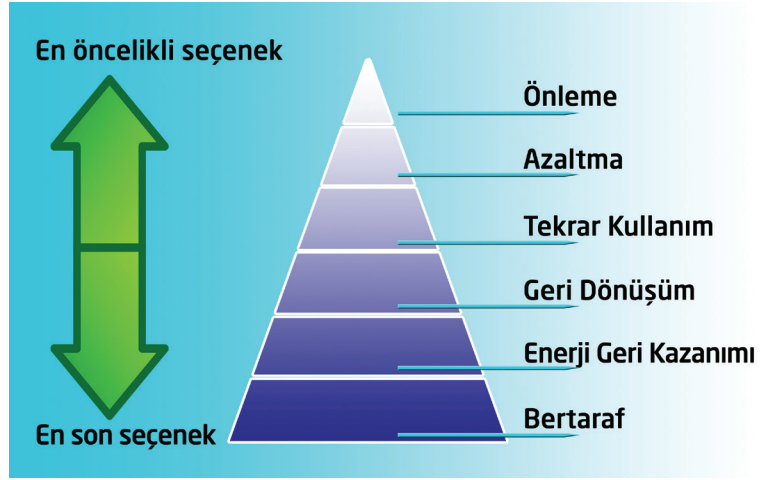 En öncelikli seçenek
Önleme
Azaltma
Tekrar Kullanım
Geri Dönüşüm
Enerji Geri Kazanımı
Bertaraf
En son seçenek